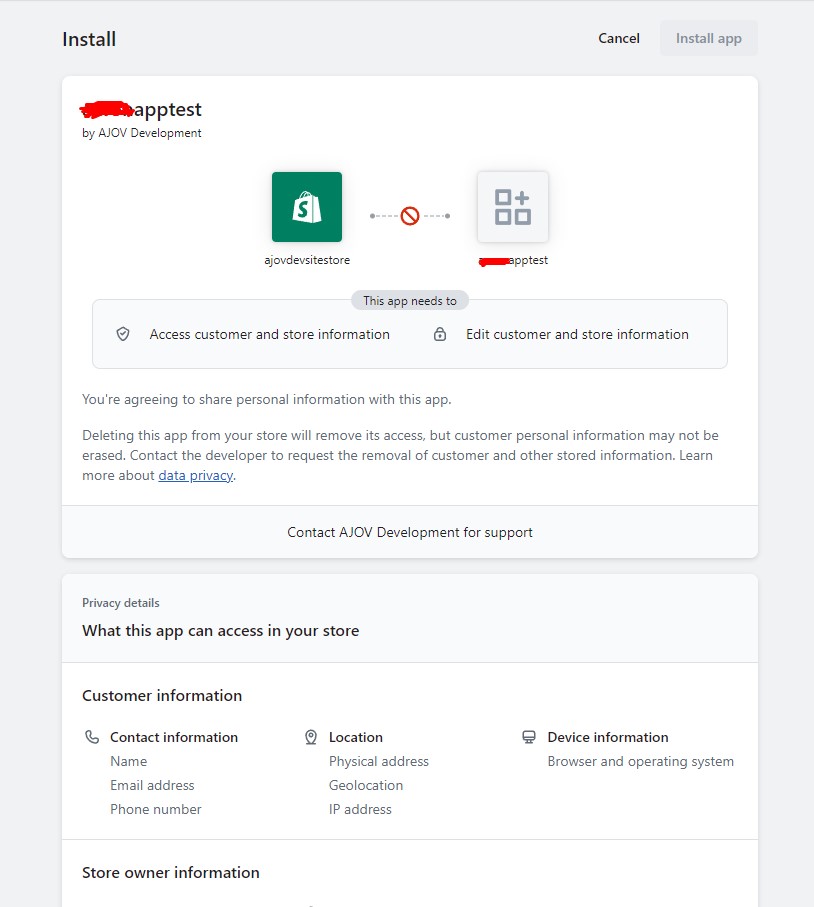 Install
Cancel
Install app
apptest
by AJOV Development
ajovdevsitestore
apptest
This app needs to
Access customer and store information
Edit customer and store information
You're agreeing to share personal information with this app.
Deleting this app from your store will remove its access, but customer personal information may not be
erased. Contact the developer to request the removal of customer and other stored information. Learn
more about data privacy.
Contact AJOV Development for support
Privacy details
What this app can access in your store
Customer information
Contact information
Name
Email address
Phone number
Location
Physical address
Geolocation
IP address
Device information
Browser and operating system
Store owner information